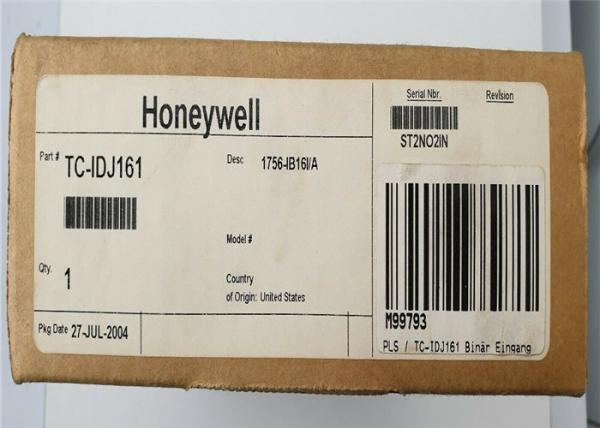 Honeywell
Part # TC-IDJ161
Desc 1756-IB16I/A
Model #
Qty. 1
Country
of Origin: United States
Pkg Date 27-JUL-2004
Serial Nbr. Revision
ST2NO2IN
M99793
PLS / TC-IDJ161 Binär Eingang